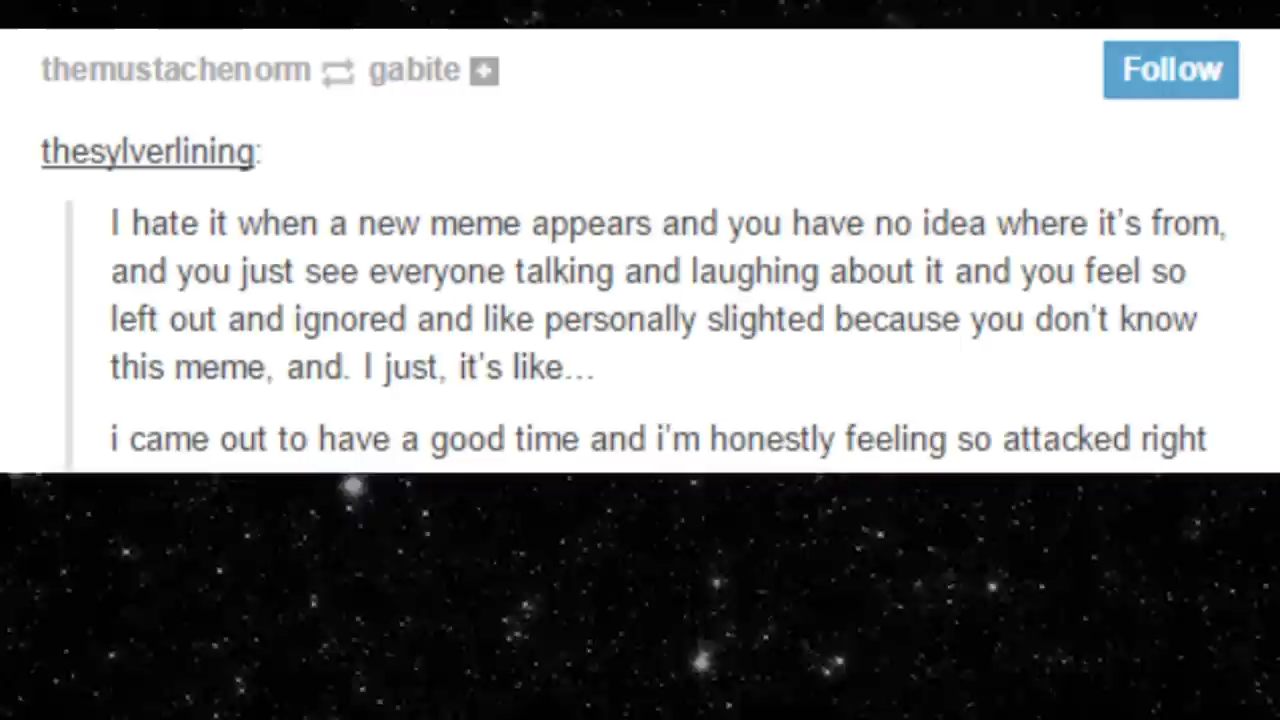 themustachenorm gabite
Follow
thesylverlining:
I hate it when a new meme appears and you have no idea where it's from,
and you just see everyone talking and laughing about it and you feel so
left out and ignored and like personally slighted because you don't know
this meme, and. I just, it's like...
i came out to have a good time and i'm honestly feeling so attacked right